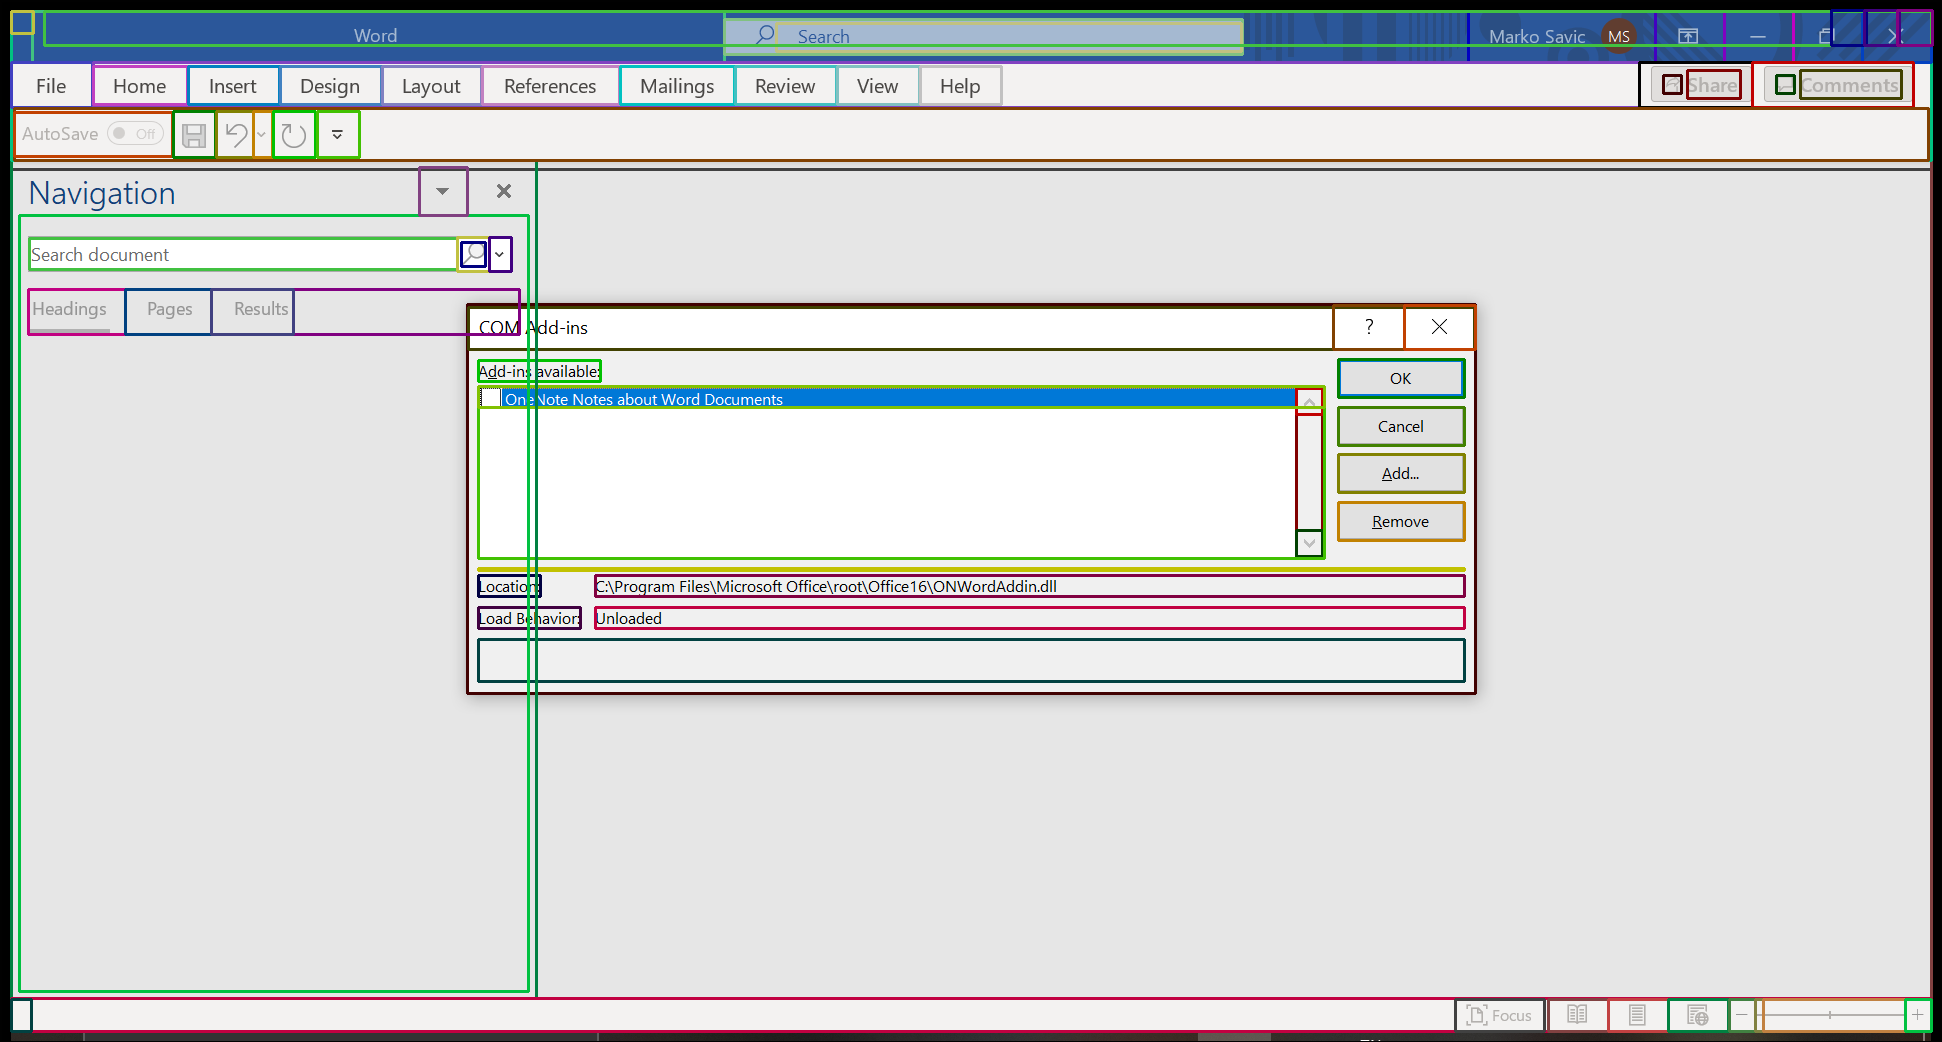 Word
Search
Marko Savic
MS
File
Home
Insert
Design
Layout
References
Mailings
Review
View
Help
Share
Comments
AutoSave
Off
Navigation
Search document
Headings
Pages
Results
COM Add-ins
?
Add-ins available:
OneNote Notes about Word Documents
OK
Cancel
Add...
Remove
Location:
C:\Program Files\Microsoft Office\root\Office16\ONWordAddin.dll
Load Behavior:
Unloaded
Focus